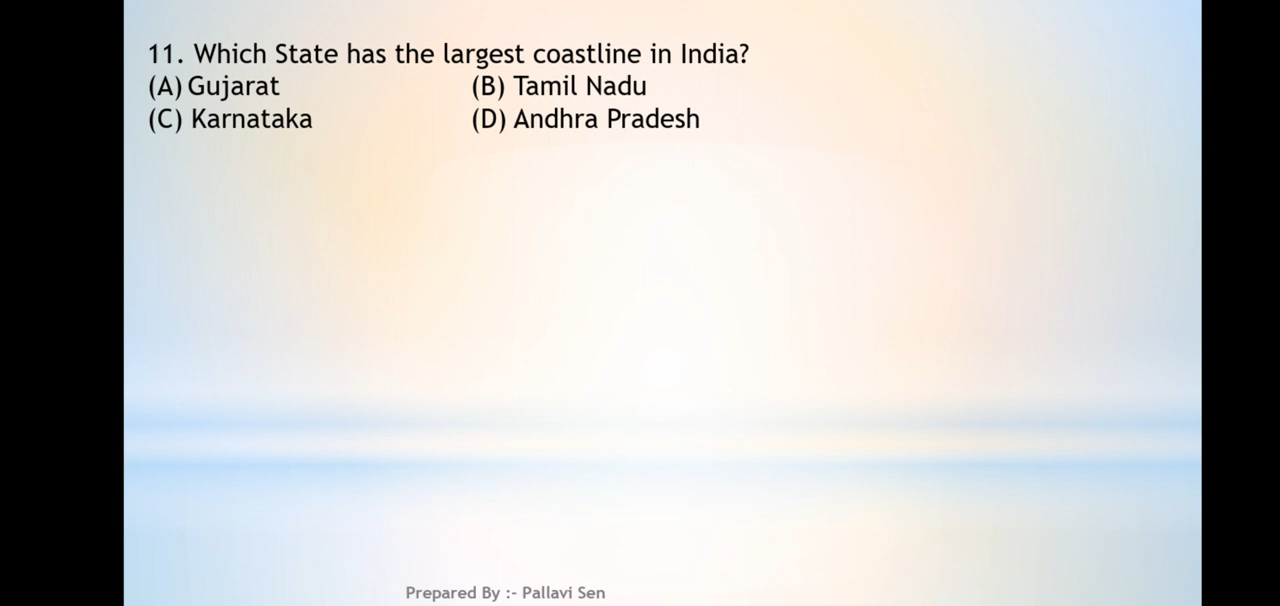 11. Which State has the largest coastline in India?
(A) Gujarat (B) Tamil Nadu
(C) Karnataka (D) Andhra Pradesh
Prepared By :- Pallavi Sen